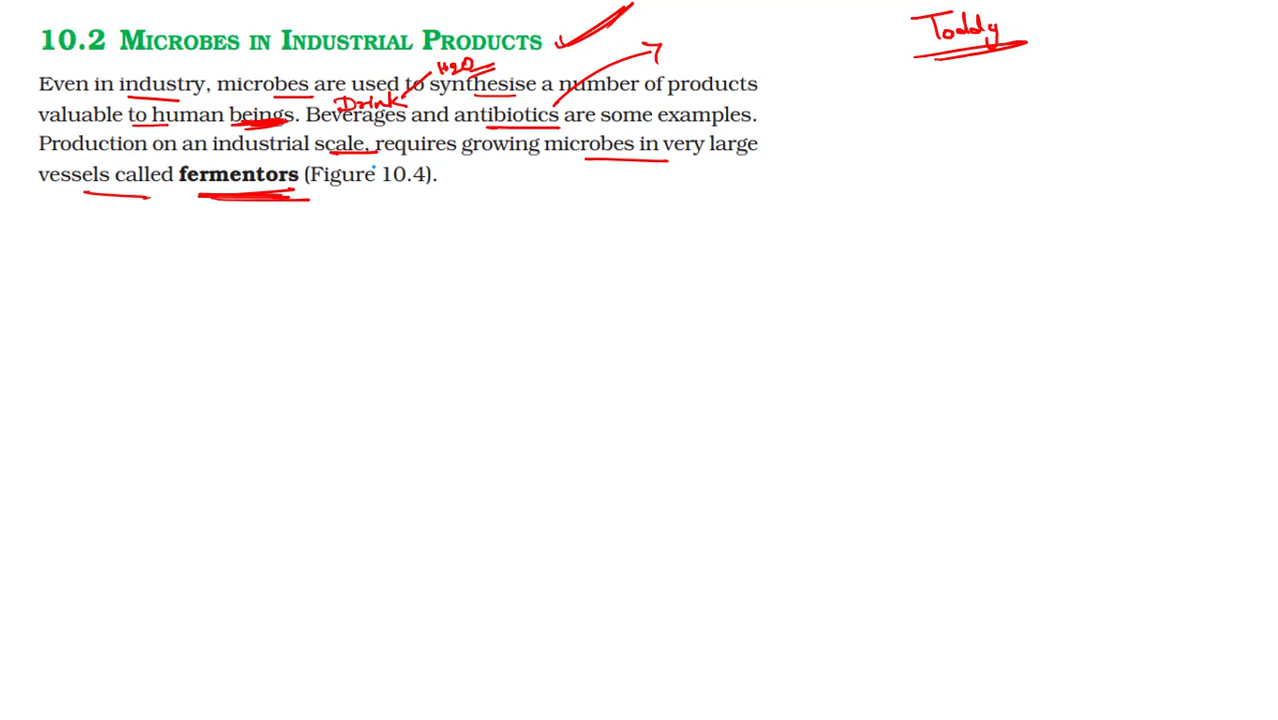 10.2 MICROBES IN INDUSTRIAL PRODUCTS
Toddy
H2O
Even in industry, microbes are used to synthesise a number of products
Drink
valuable to human beings. Beverages and antibiotics are some examples.
Production on an industrial scale, requires growing microbes in very large
vessels called fermentors (Figure 10.4).